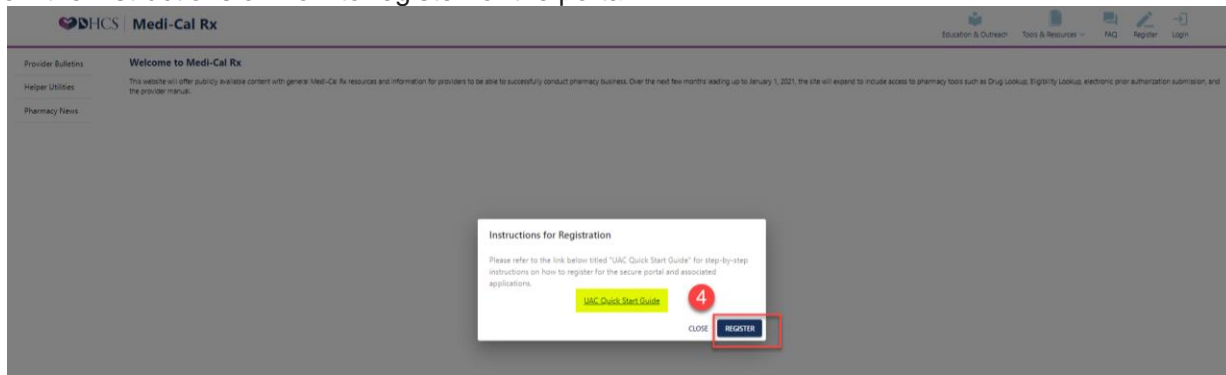 DHCS Medi-Cal Rx
Education & Outreach Tools & Resources FAQ Register Login
Provider Bulletins
Helper Utilities
Pharmacy News
Welcome to Medi-Cal Rx
This website will offer publicly available content with general Medi-Cal Rx resources and information for providers to be able to successfully conduct pharmacy business. Over the next few months leading up to January 1, 2021, the site will expand to include access to pharmacy tools such as Drug Lookup, Eligibility Lookup, electronic prior authorization submission, and
the provider manual.
Instructions for Registration
Please refer to the link below titled "UAC Quick Start Guide" for step-by-step
instructions on how to register for the secure portal and associated
applications.
UAC Quick Start Guide
4
CLOSE REGISTER